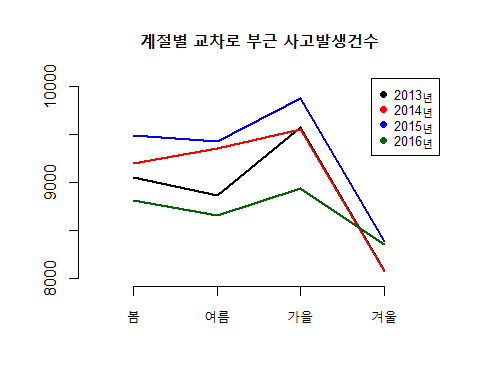 계절별 교차로 부근 사고발생건수
10000
9000
8000
2013년
2014년
2015년
2016년
봄 여름 가을 겨울